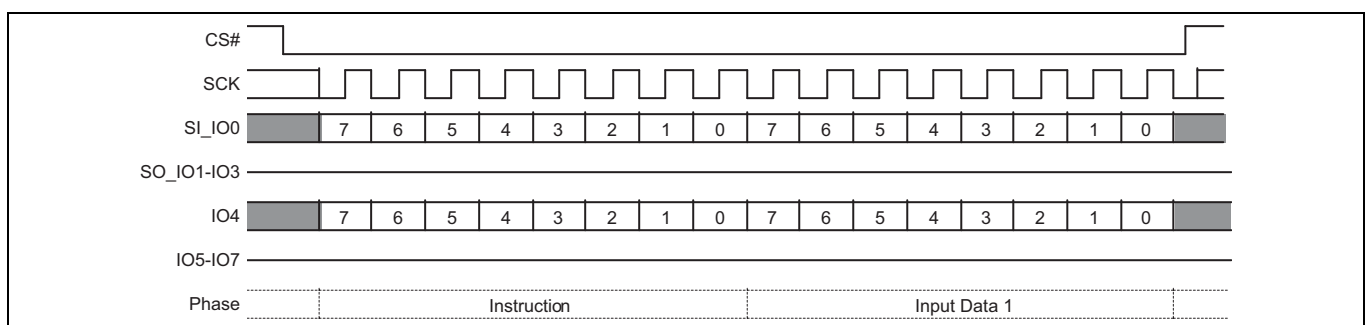 CS#
SCK
SI_IO0 7 6 5 4 3 2 1 0 7 6 5 4 3 2 1 0
SO_IO1-IO3
IO4 7 6 5 4 3 2 1 0 7 6 5 4 3 2 1 0
IO5-IO7
Phase Instruction Input Data 1